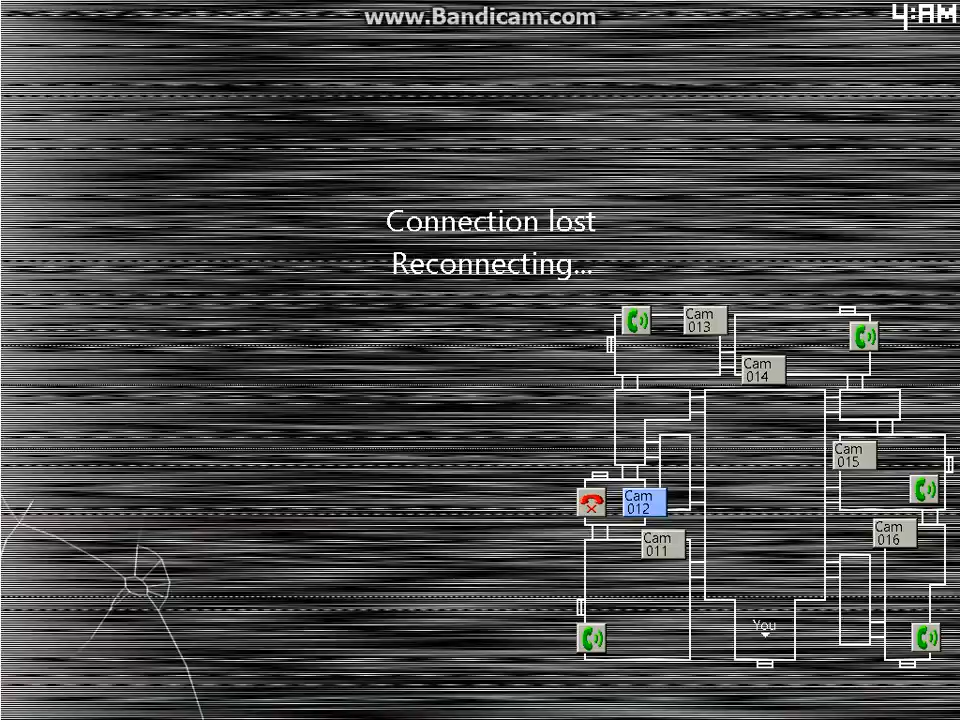 www.Bandicam.com
4:AM
Connection lost
Reconnecting...
Cam
013
Cam
014
Cam
015
Cam
012
Cam
016
Cam
011
You